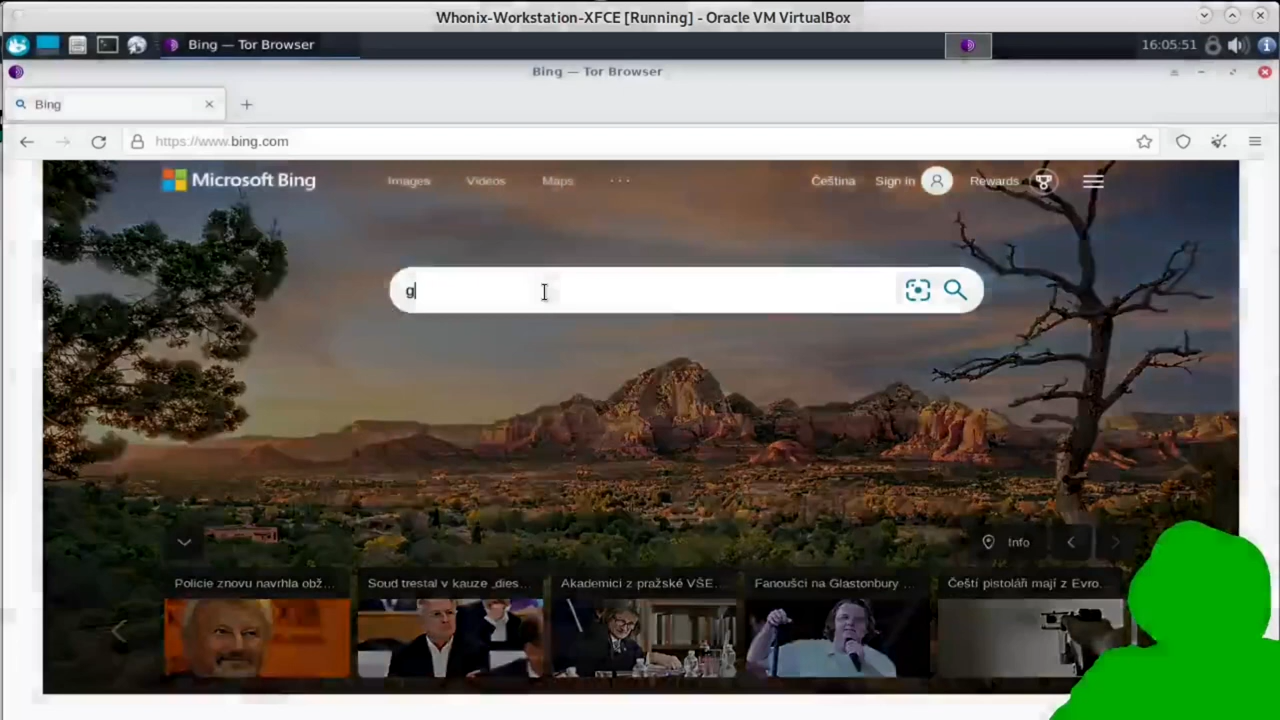 Whonix-Workstation-XFCE [Running] - Oracle VM VirtualBox
Bing — Tor Browser
16:05:51
Bing — Tor Browser
Bing
https://www.bing.com
Microsoft Bing
Images
Videos
Maps
...
Čeština
Sign in
Rewards
g
Info
Policie znovu navrhla obž...
Soud trestal v kauze „dies...
Akademici z pražské VŠE...
Fanoušci na Glastonbury ...
Čeští pistoláři mají z Evro...